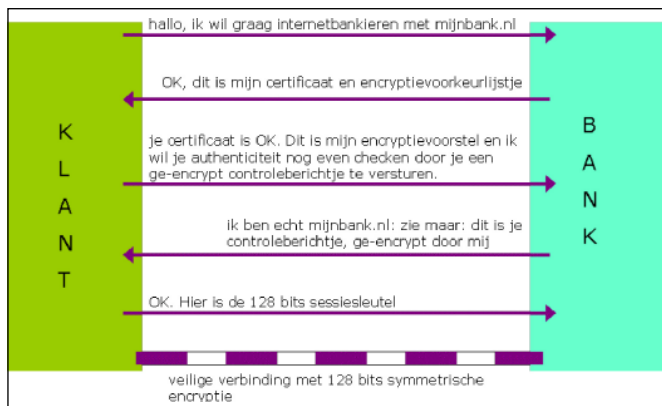 hallo, ik wil graag internetbankieren met mijnbank.nl
OK, dit is mijn certificaat en encryptievoorkeurlijstje
je certificaat is OK. Dit is mijn encryptievoorstel en ik
wil je authenticiteit nog even checken door je een
ge-encrypt controleberichtje te versturen.
ik ben echt mijnbank.nl: zie maar: dit is je
controleberichtje, ge-encrypt door mij
OK. Hier is de 128 bits sessiesleutel
veilige verbinding met 128 bits symmetrische
encryptie
KLANT
BANK